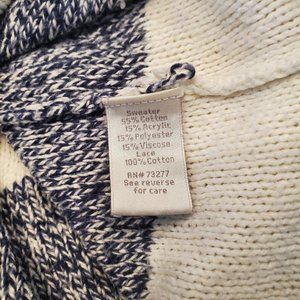 Sweater
55% Cotton
15% Acrylic
15% Polyester
15% Viscose
Lace
100% Cotton
RN# 73277
See reverse
for care